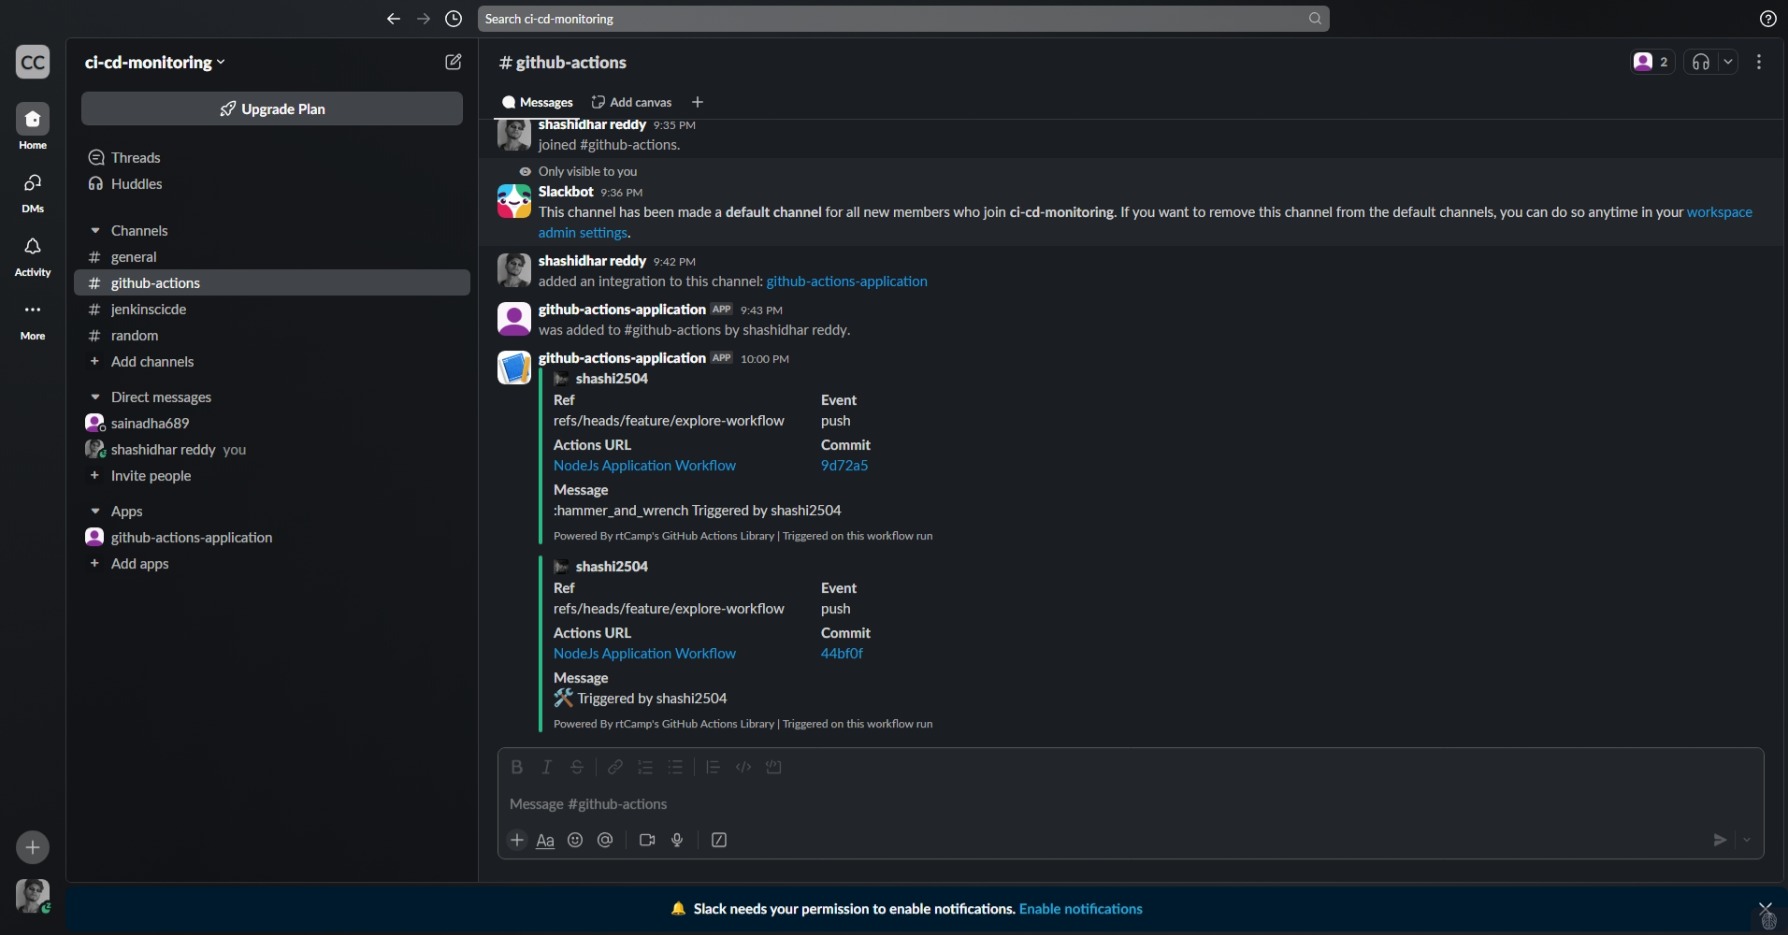 Search ci-cd-monitoring
CC
ci-cd-monitoring
# github-actions
2
Upgrade Plan
Messages
Add canvas
Home
DMs
Activity
More
Threads
Huddles
Channels
# general
# github-actions
# jenkinscicde
# random
+ Add channels
Direct messages
sainadha689
shashidhar reddy you
+ Invite people
Apps
github-actions-application
+ Add apps
shashidhar reddy 9:35 PM
joined #github-actions.
Only visible to you
Slackbot 9:36 PM
This channel has been made a default channel for all new members who join ci-cd-monitoring. If you want to remove this channel from the default channels, you can do so anytime in your workspace
admin settings.
shashidhar reddy 9:42 PM
added an integration to this channel: github-actions-application
github-actions-application APP 9:43 PM
was added to #github-actions by shashidhar reddy.
github-actions-application APP 10:00 PM
shashi2504
Ref Event
refs/heads/feature/explore-workflow push
Actions URL Commit
NodeJs Application Workflow 9d72a5
Message
:hammer_and_wrench Triggered by shashi2504
Powered By rtCamp's GitHub Actions Library | Triggered on this workflow run
shashi2504
Ref Event
refs/heads/feature/explore-workflow push
Actions URL Commit
NodeJs Application Workflow 44bf0f
Message
🛠 Triggered by shashi2504
Powered By rtCamp's GitHub Actions Library | Triggered on this workflow run
Message #github-actions
Aa
🔔 Slack needs your permission to enable notifications. Enable notifications